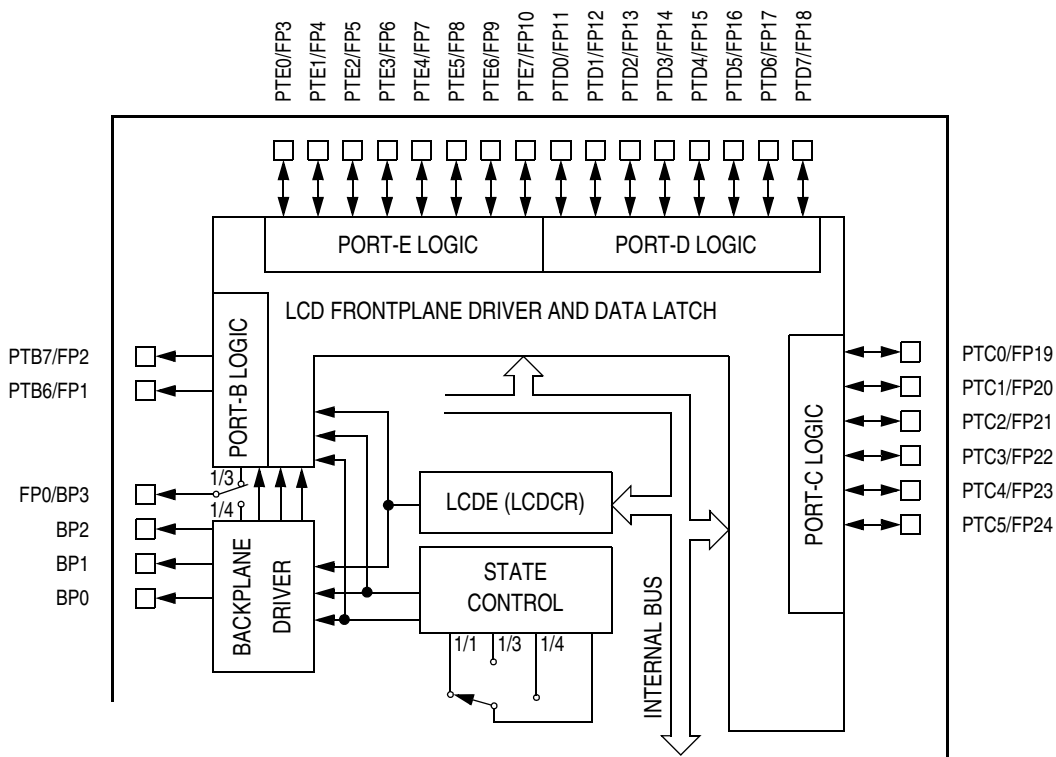 PTE0/FP3
PTE1/FP4
PTE2/FP5
PTE3/FP6
PTE4/FP7
PTE5/FP8
PTE6/FP9
PTE7/FP10
PTD0/FP11
PTD1/FP12
PTD2/FP13
PTD3/FP14
PTD4/FP15
PTD5/FP16
PTD6/FP17
PTD7/FP18
PORT-E LOGIC
PORT-D LOGIC
LCD FRONTPLANE DRIVER AND DATA LATCH
PORT-B LOGIC
PTB7/FP2
PTB6/FP1
FP0/BP3
BP2
BP1
BP0
1/3
1/4
BACKPLANE
DRIVER
LCDE (LCDCR)
STATE
CONTROL
1/1
1/3
1/4
INTERNAL BUS
PORT-C LOGIC
PTC0/FP19
PTC1/FP20
PTC2/FP21
PTC3/FP22
PTC4/FP23
PTC5/FP24